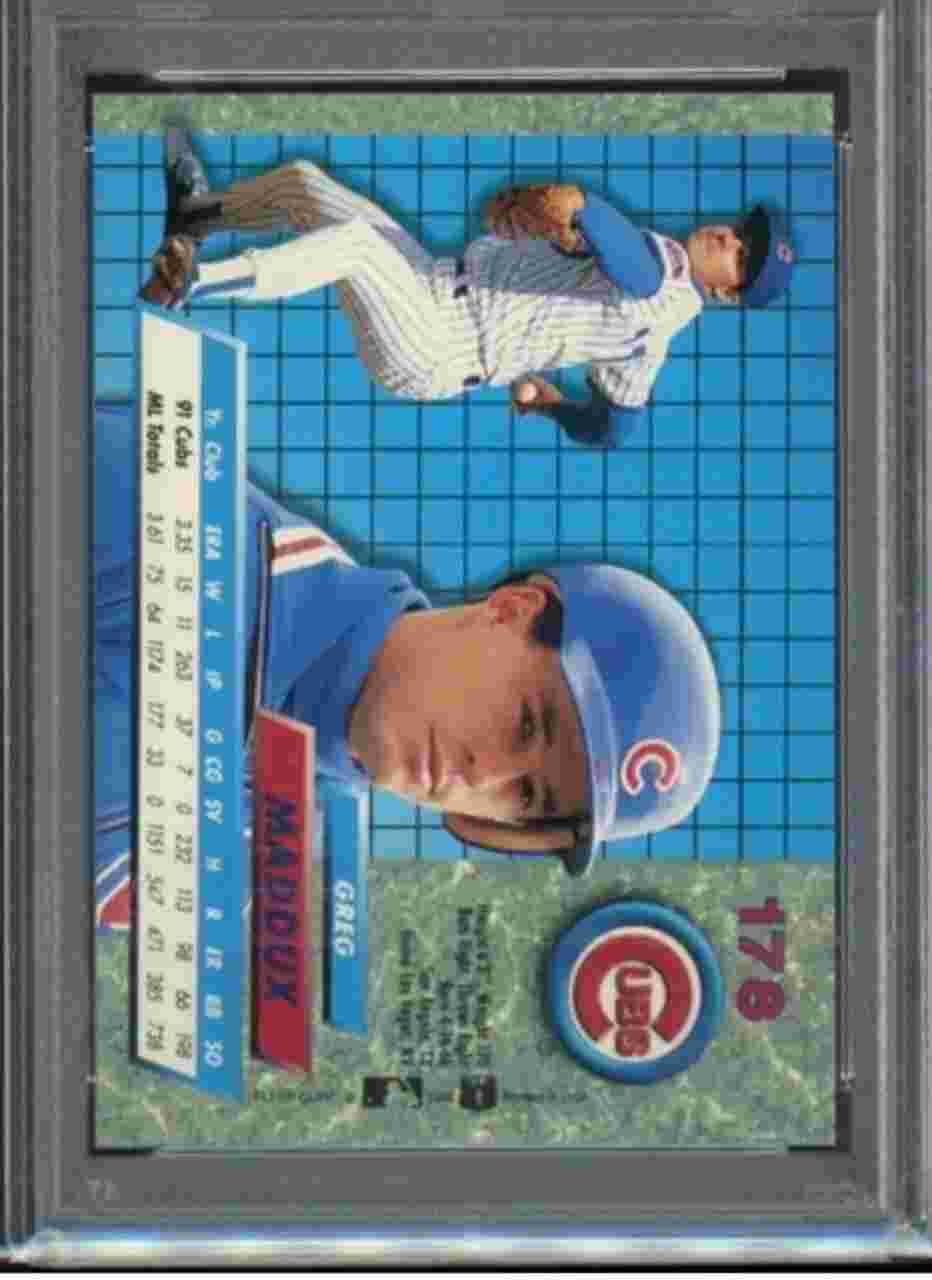 178
CUBS
C
GREG
MADDUX
Yr. Club ERA W L IP G CG SV H R ER BB SO
91 Cubs 3.35 15 11 263 37 7 0 232 113 98 66 198
ML Totals 3.61 75 64 1174 177 33 0 1151 547 471 385 738